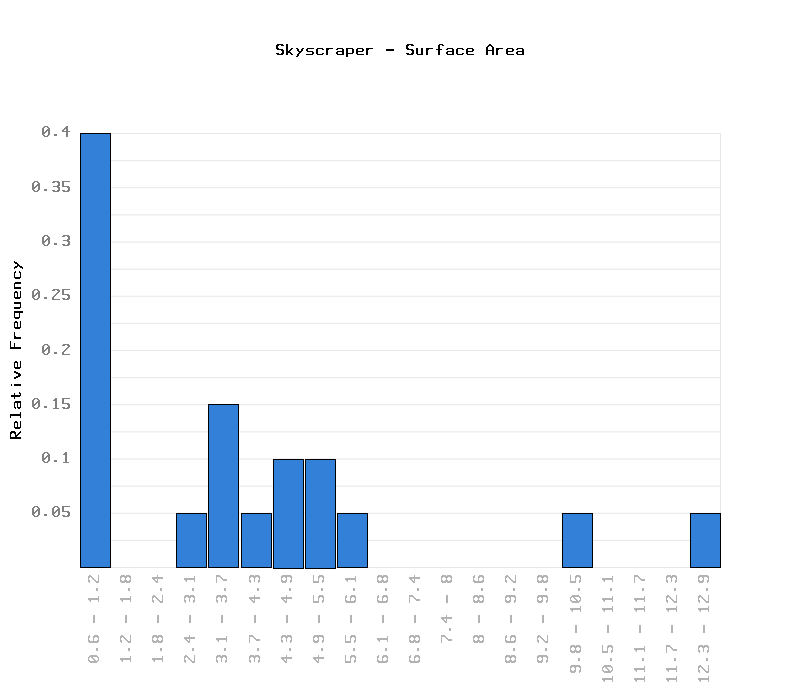 Skyscraper - Surface Area
Relative Frequency
0.4
0.35
0.3
0.25
0.2
0.15
0.1
0.05
0.6 - 1.2
1.2 - 1.8
1.8 - 2.4
2.4 - 3.1
3.1 - 3.7
3.7 - 4.3
4.3 - 4.9
4.9 - 5.5
5.5 - 6.1
6.1 - 6.8
6.8 - 7.4
7.4 - 8
8 - 8.6
8.6 - 9.2
9.2 - 9.8
9.8 - 10.5
10.5 - 11.1
11.1 - 11.7
11.7 - 12.3
12.3 - 12.9